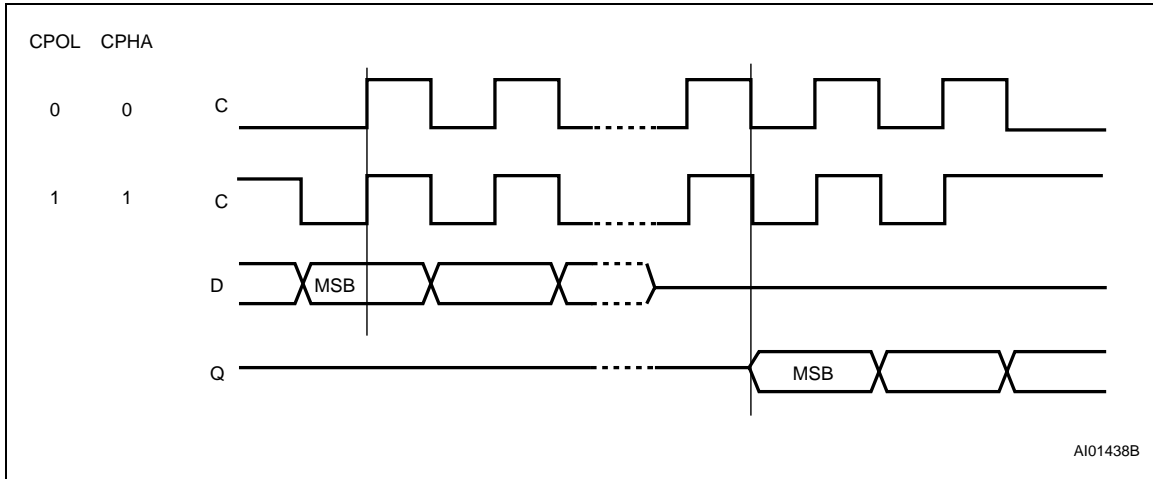 CPOL CPHA
0 0 C
1 1 C
D MSB
Q MSB
AI01438B